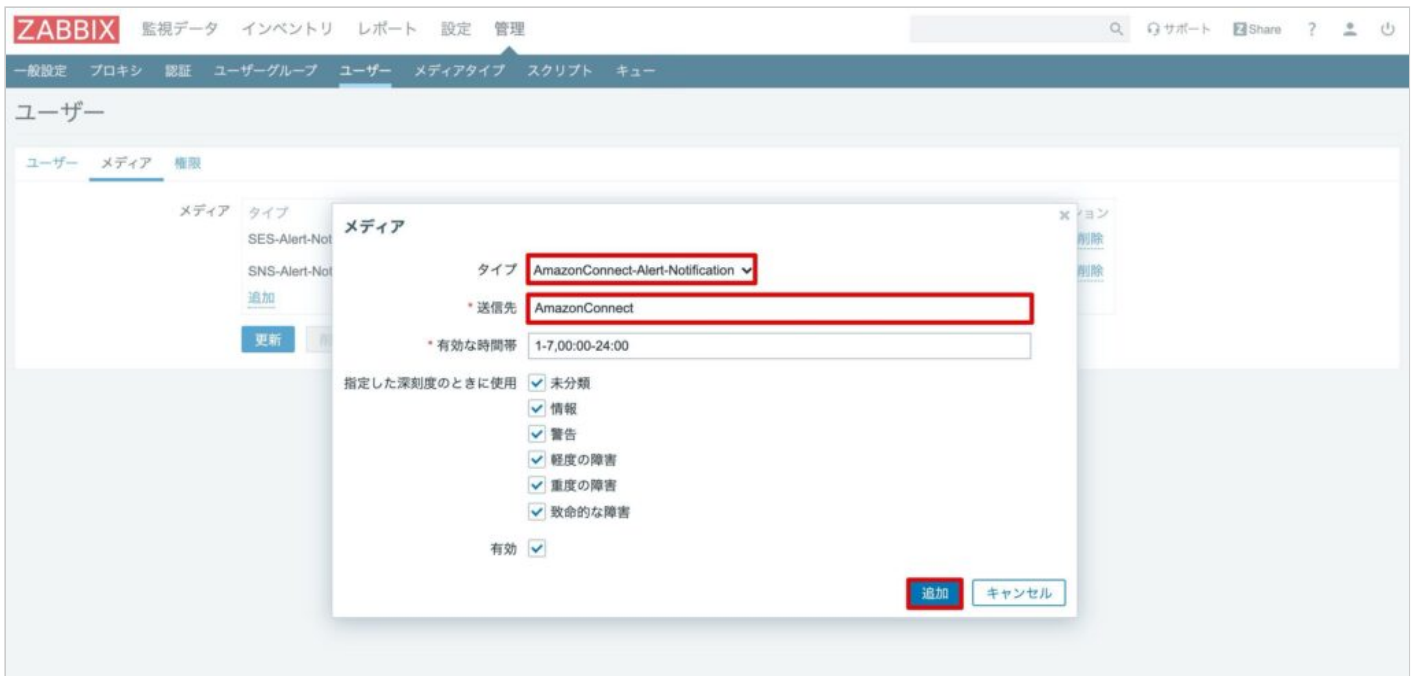 ZABBIX 監視データ インベントリ レポート 設定 管理 サポート Z Share ?
一般設定 プロキシ 認証 ユーザーグループ ユーザー メディアタイプ スクリプト キュー
ユーザー
ユーザー メディア 権限
メディア タイプ ション
SES-Alert-Not 削除
SNS-Alert-Not 削除
追加
更新
メディア
タイプ AmazonConnect-Alert-Notification
* 送信先 AmazonConnect
* 有効な時間帯 1-7,00:00-24:00
指定した深刻度のときに使用 未分類
情報
警告
軽度の障害
重度の障害
致命的な障害
有効
追加 キャンセル